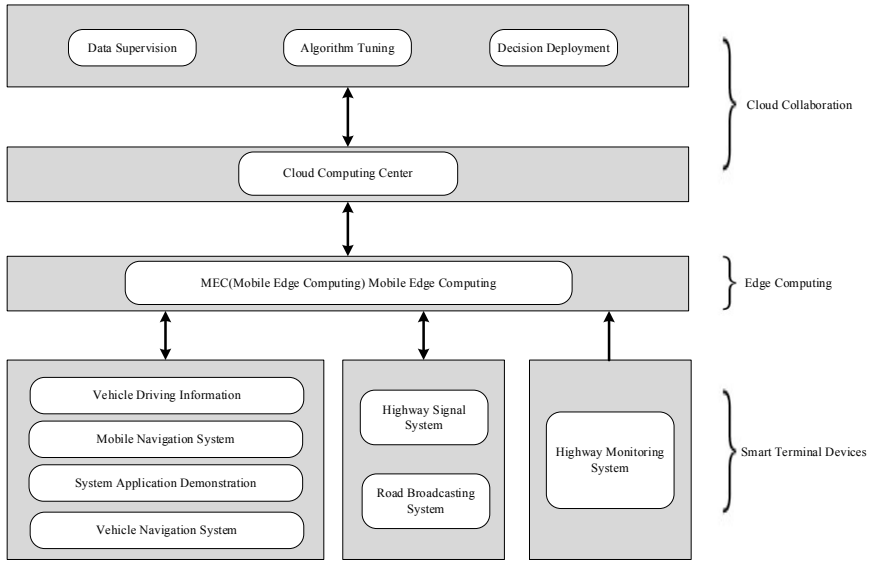 Data Supervision
Algorithm Tuning
Decision Deployment
Cloud Collaboration
Cloud Computing Center
MEC(Mobile Edge Computing) Mobile Edge Computing
Edge Computing
Vehicle Driving Information
Mobile Navigation System
System Application Demonstration
Vehicle Navigation System
Highway Signal
System
Road Broadcasting
System
Highway Monitoring
System
Smart Terminal Devices